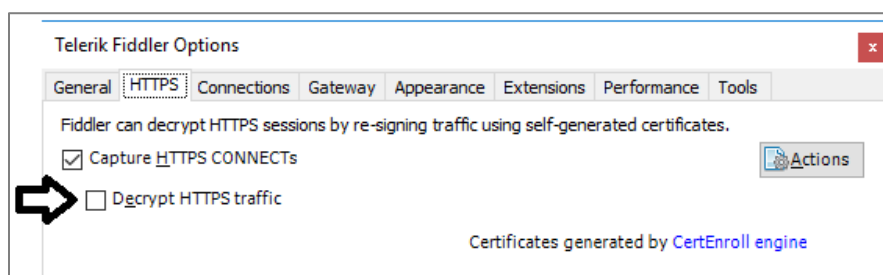 Telerik Fiddler Options
x
General HTTPS Connections Gateway Appearance Extensions Performance Tools
Fiddler can decrypt HTTPS sessions by re-signing traffic using self-generated certificates.
Capture HTTPS CONNECTs
Actions
Decrypt HTTPS traffic
Certificates generated by CertEnroll engine